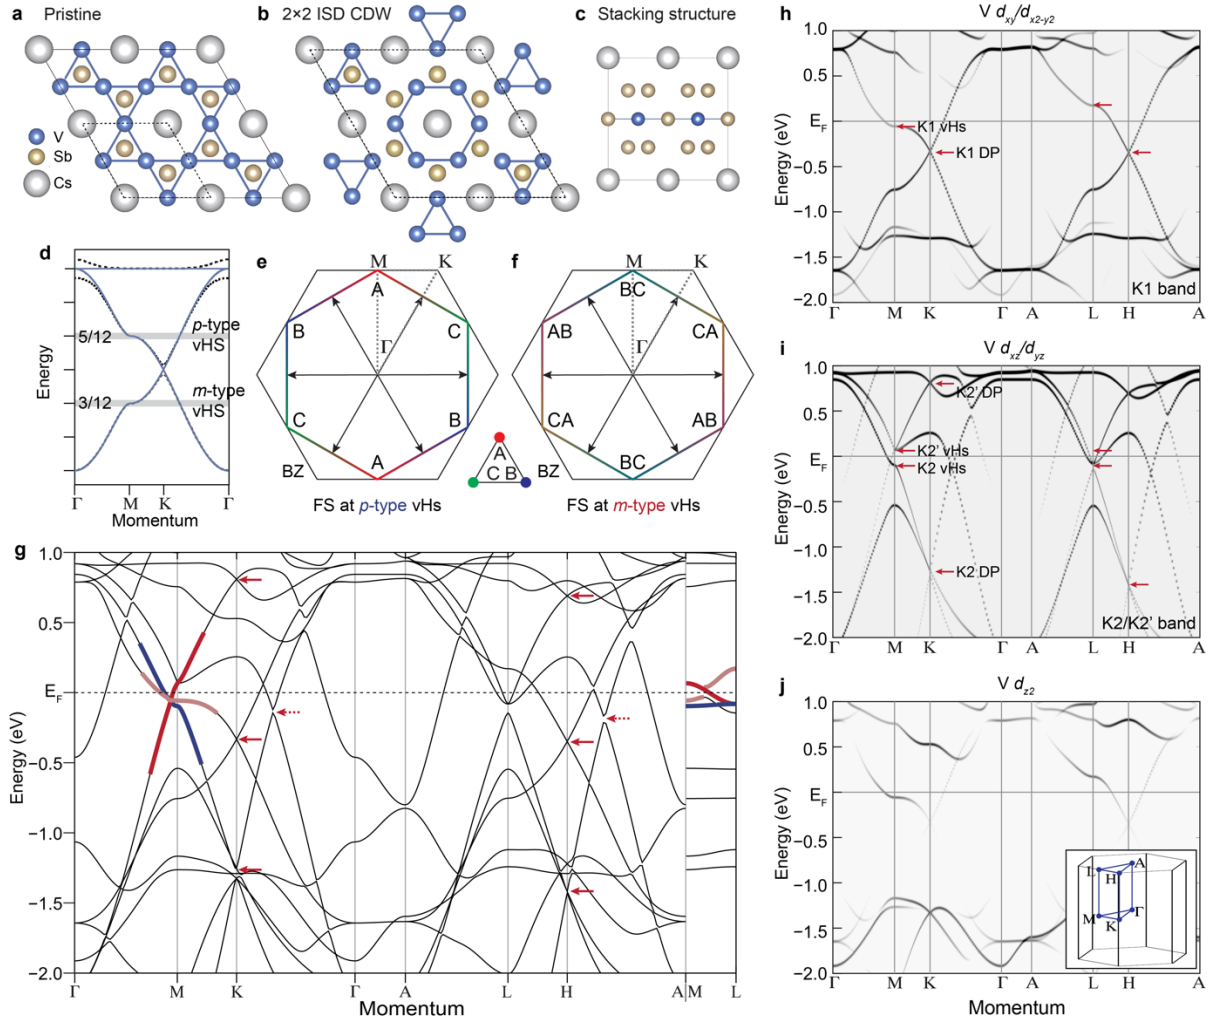 a Pristine
V
Sb
Cs
b 2×2 ISD CDW
c Stacking structure
d
Energy
5/12
3/12
p-type
vHS
m-type
vHS
Γ M K Γ
Momentum
e
M K
A
B C
Γ
C B
A
BZ
FS at p-type vHs
A
C B
f
M K
BC
AB CA
Γ
CA AB
BC
BZ
FS at m-type vHs
g
Energy (eV)
1.0
0.5
E_F
−0.5
−1.0
−1.5
−2.0
Γ M K Γ A L H A M L
Momentum
h V d_xy/d_x2-y2
Energy (eV)
1.0
0.5
E_F
−0.5
−1.0
−1.5
−2.0
K1 vHs
K1 DP
K1 band
Γ M K Γ A L H A
i V d_xz/d_yz
Energy (eV)
1.0
0.5
E_F
−0.5
−1.0
−1.5
−2.0
K2' DP
K2' vHs
K2 vHs
K2 DP
K2/K2' band
Γ M K Γ A L H A
j V d_z2
Energy (eV)
1.0
0.5
E_F
−0.5
−1.0
−1.5
−2.0
L A
H
M Γ
K
Γ M K Γ A L H A
Momentum